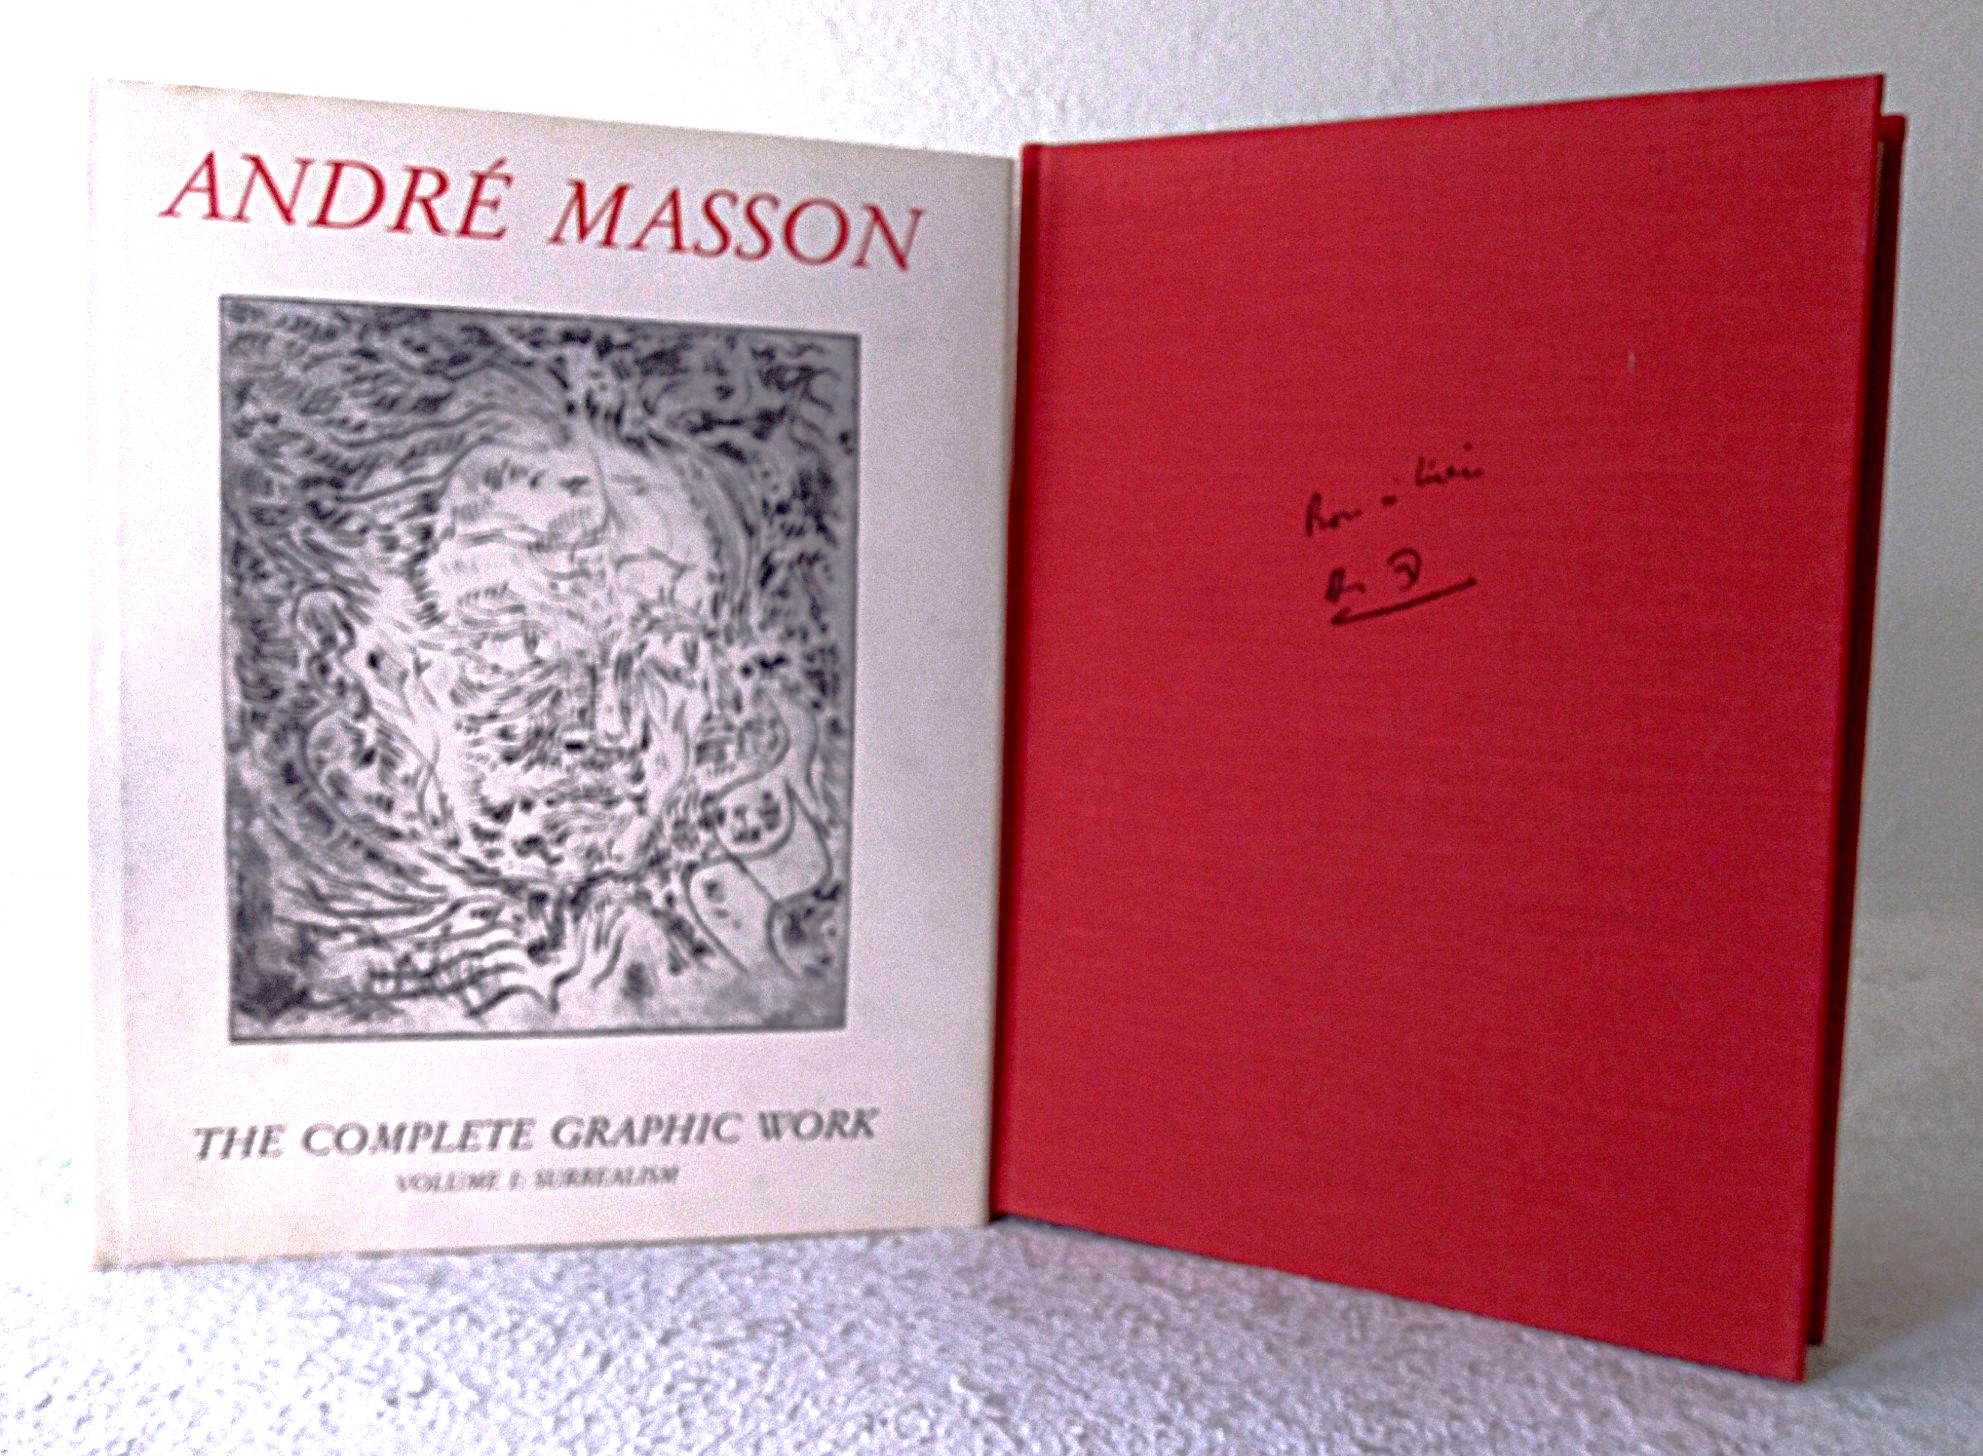 ANDRÉ MASSON
THE COMPLETE GRAPHIC WORK
VOLUME I: SURREALISM